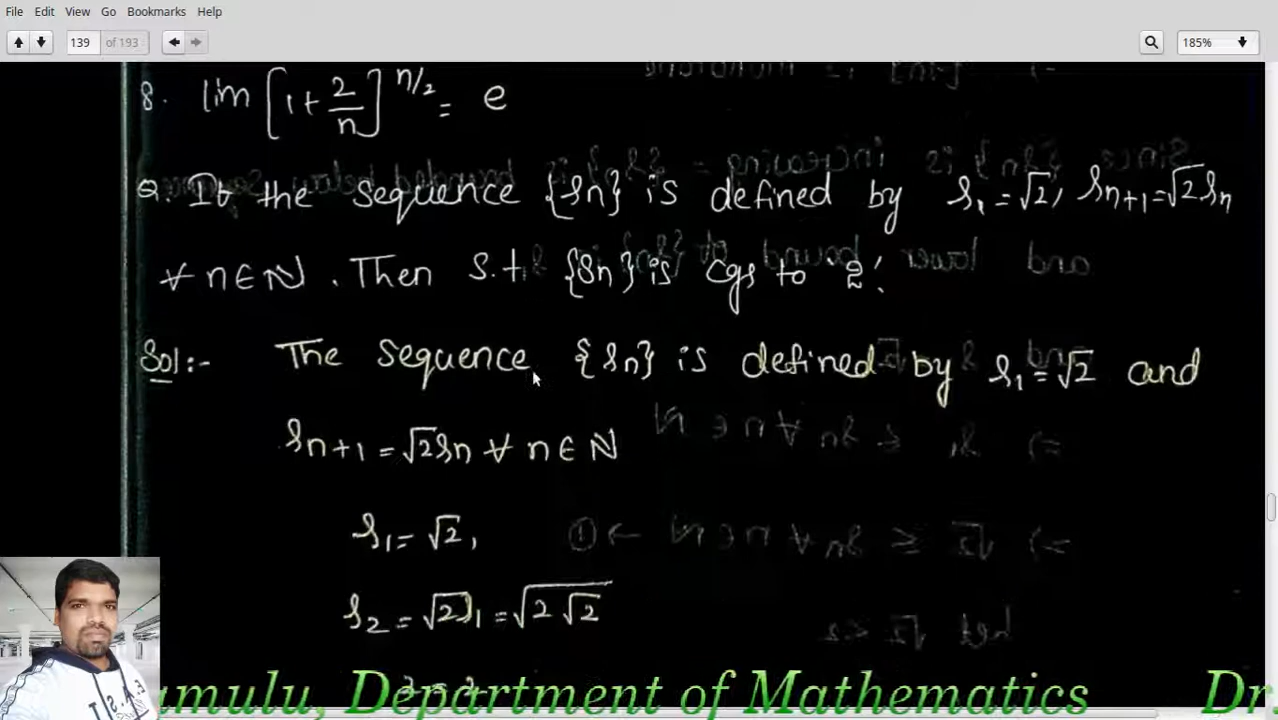 File Edit View Go Bookmarks Help
139 of 193 185%
8. lim [1+2/n]^n/2 = e
Q. If the sequence {sn} is defined by s1=√2, sn+1=√2sn
∀ n∈ℕ. Then s.t {sn} is cgs to '2'.
Sol:- The sequence {sn} is defined by s1=√2 and
sn+1=√2sn ∀ n∈ℕ
s1=√2,
s2=√2s1=√2√2
amulu, Department of Mathematics Dr.